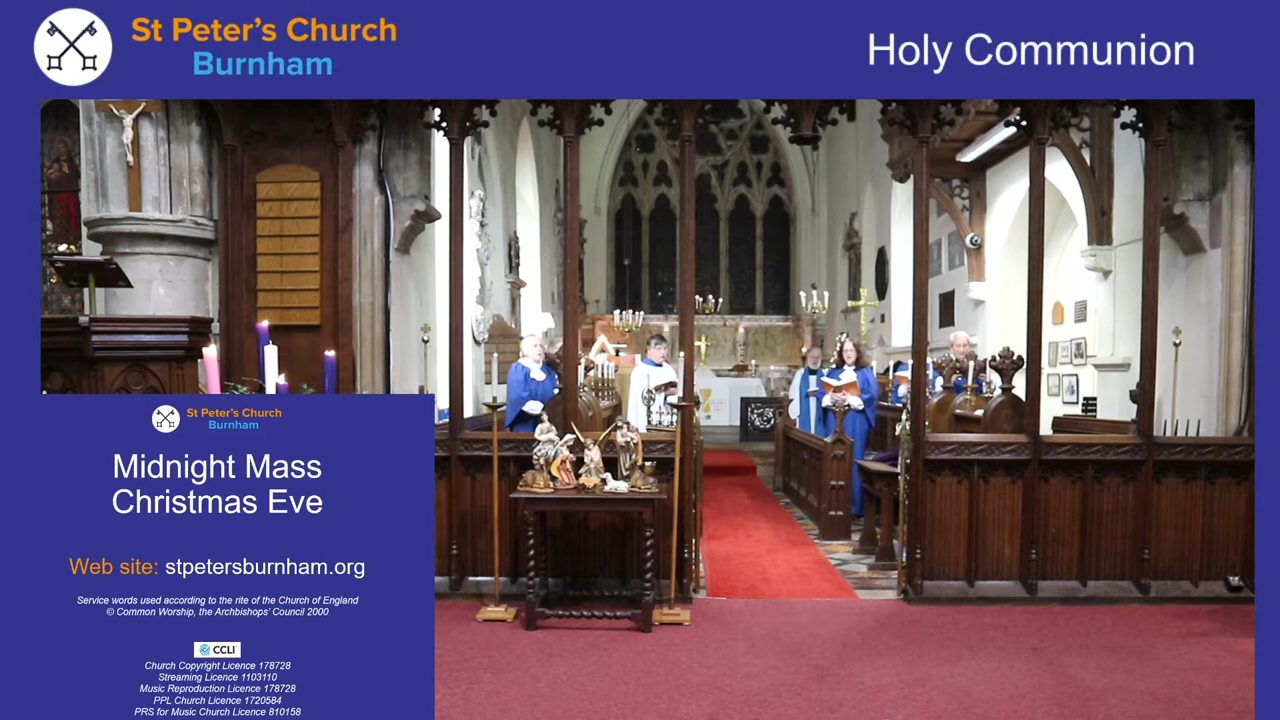 St Peter's Church
Burnham
Holy Communion
St Peter's Church
Burnham
Midnight Mass
Christmas Eve
Web site: stpetersburnham.org
Service words used according to the rite of the Church of England
© Common Worship, the Archbishops' Council 2000
CCLI
Church Copyright Licence 178728
Streaming Licence 1103110
Music Reproduction Licence 178728
PPL Church Licence 1720584
PRS for Music Church Licence 810158